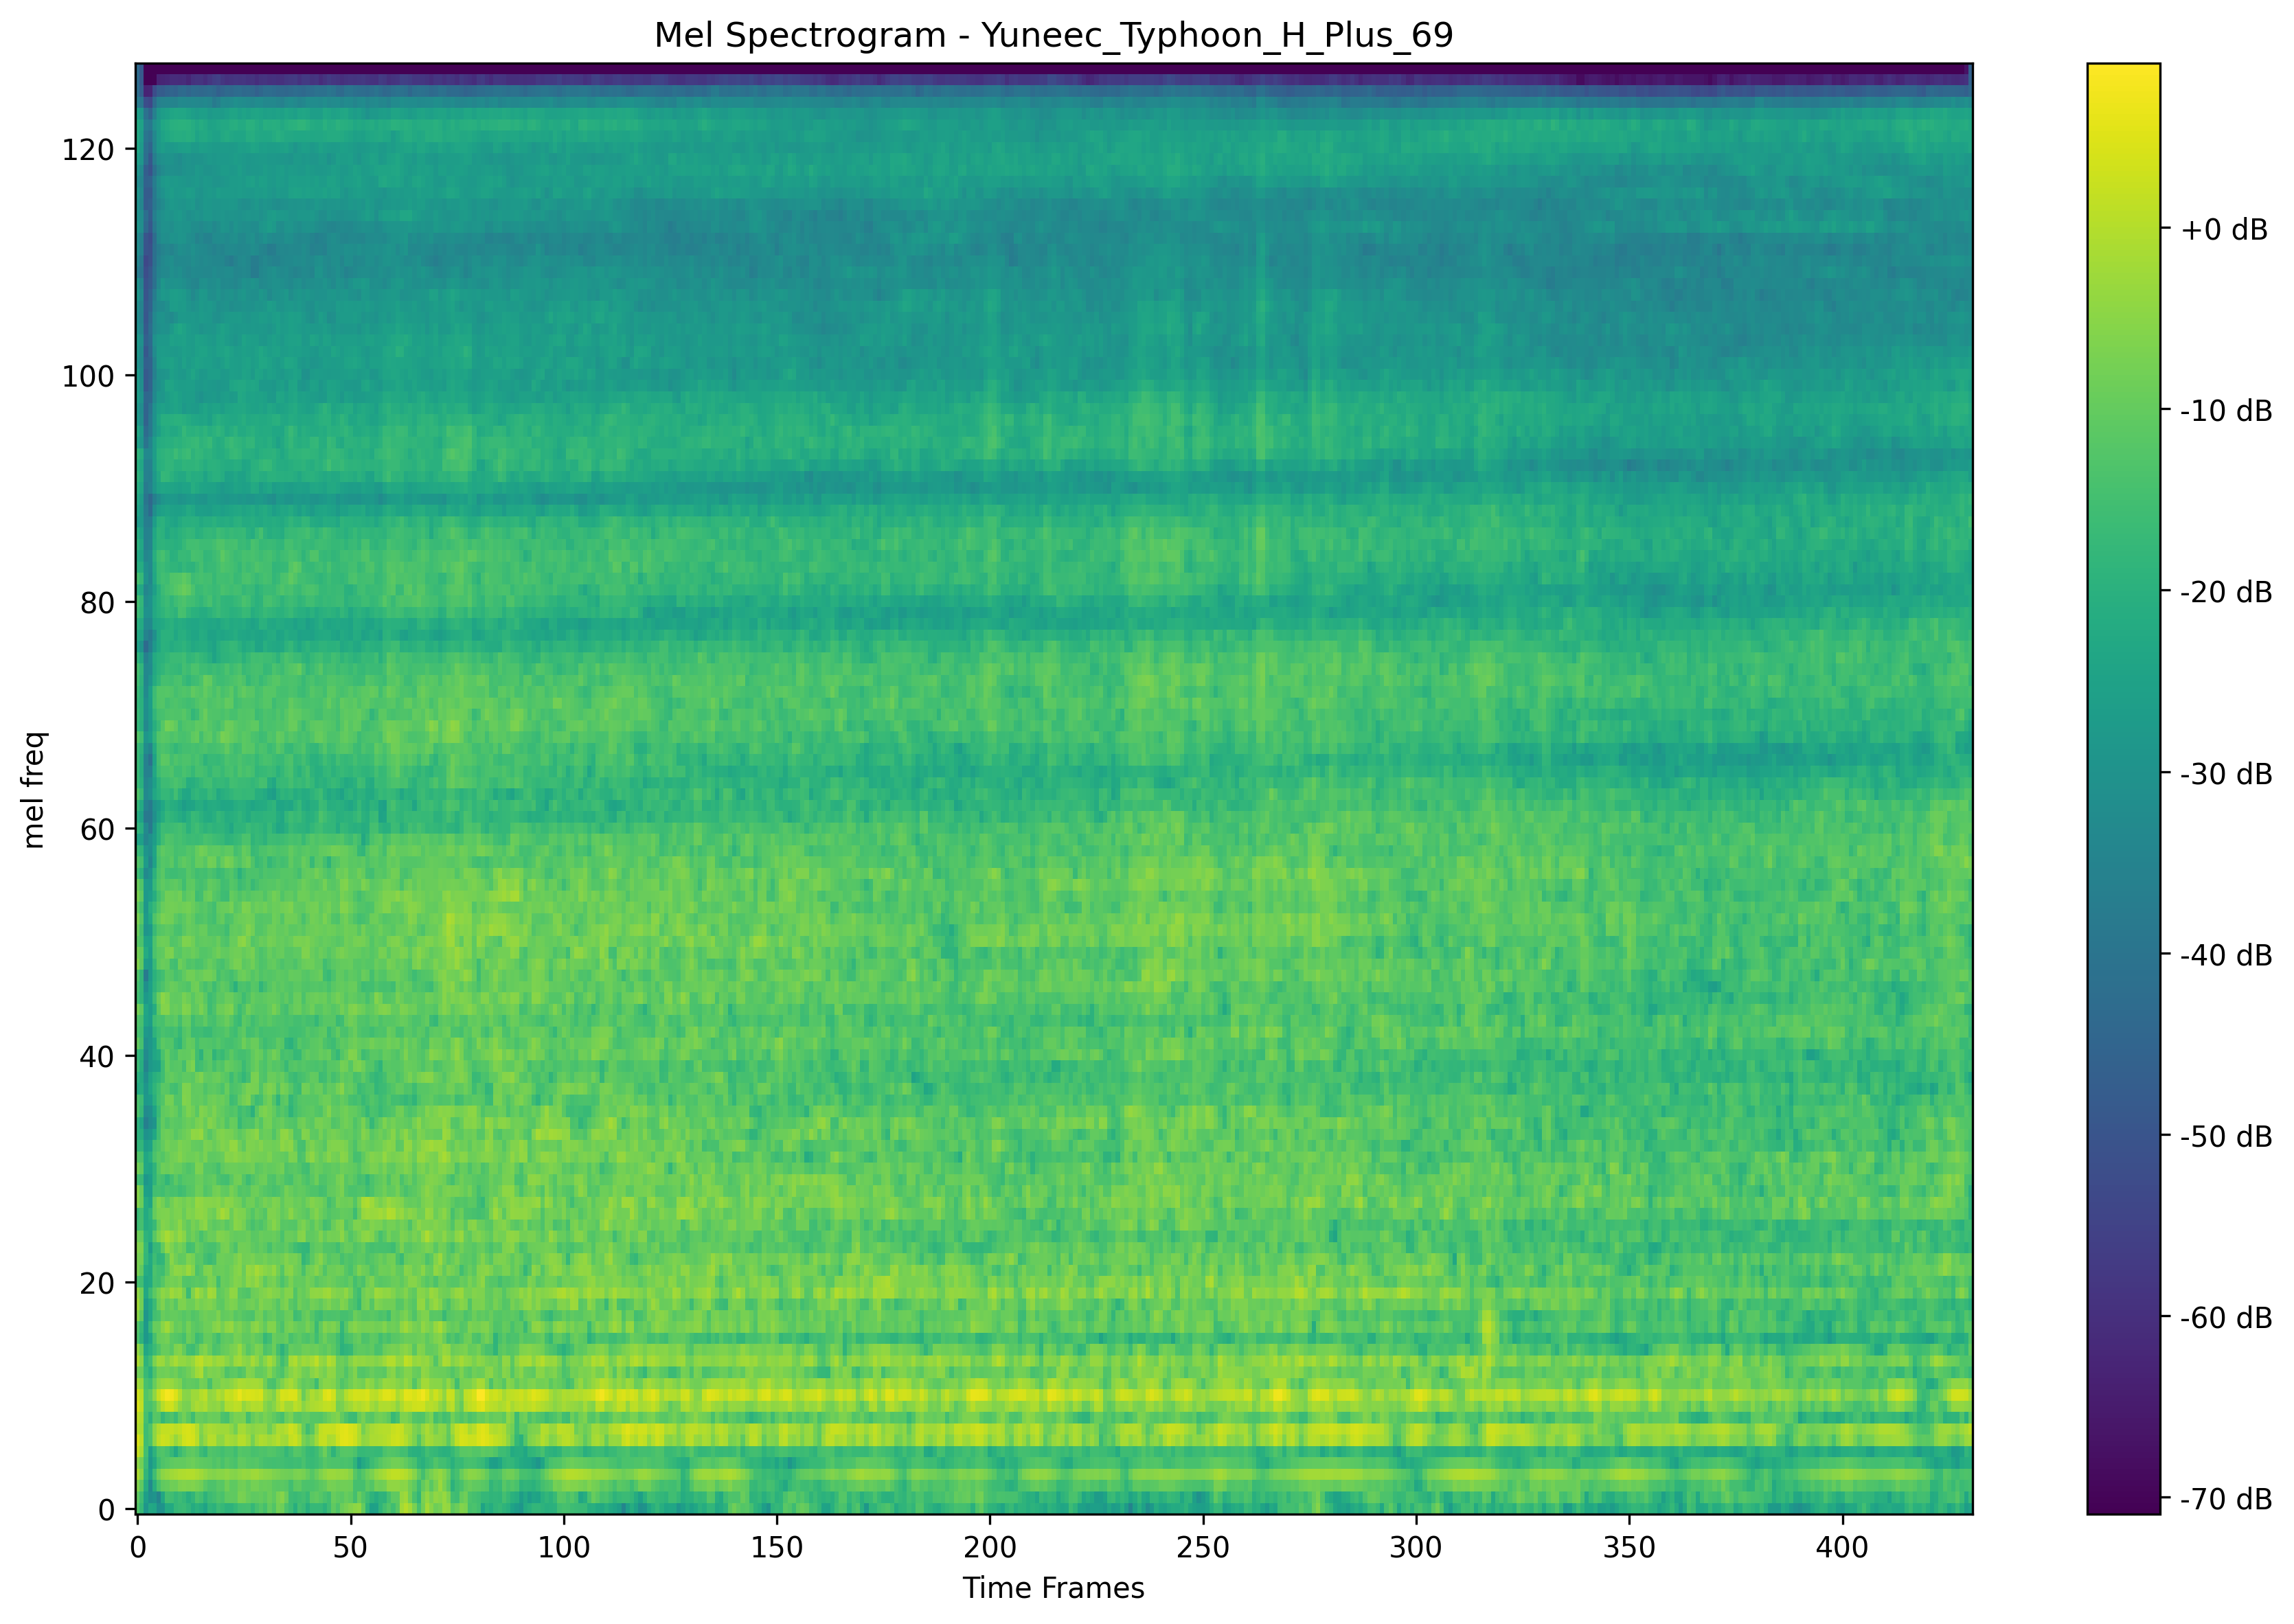 Mel Spectrogram - Yuneec_Typhoon_H_Plus_69
mel freq
120
100
80
60
40
20
0
0 50 100 150 200 250 300 350 400
Time Frames
+0 dB
-10 dB
-20 dB
-30 dB
-40 dB
-50 dB
-60 dB
-70 dB